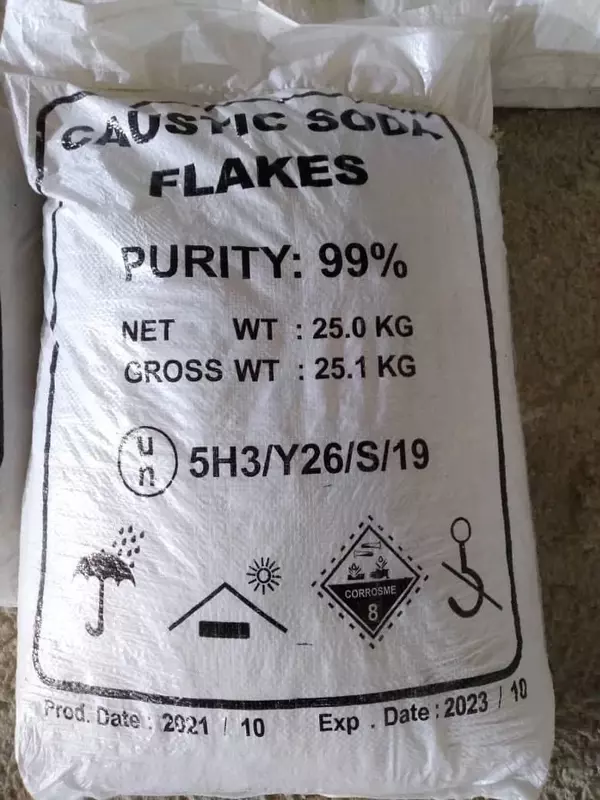 CAUSTIC SODA
FLAKES
PURITY: 99%
NET WT : 25.0 KG
GROSS WT : 25.1 KG
un 5H3/Y26/S/19
CORROSME
8
Prod. Date : 2021 / 10 Exp . Date : 2023 / 10